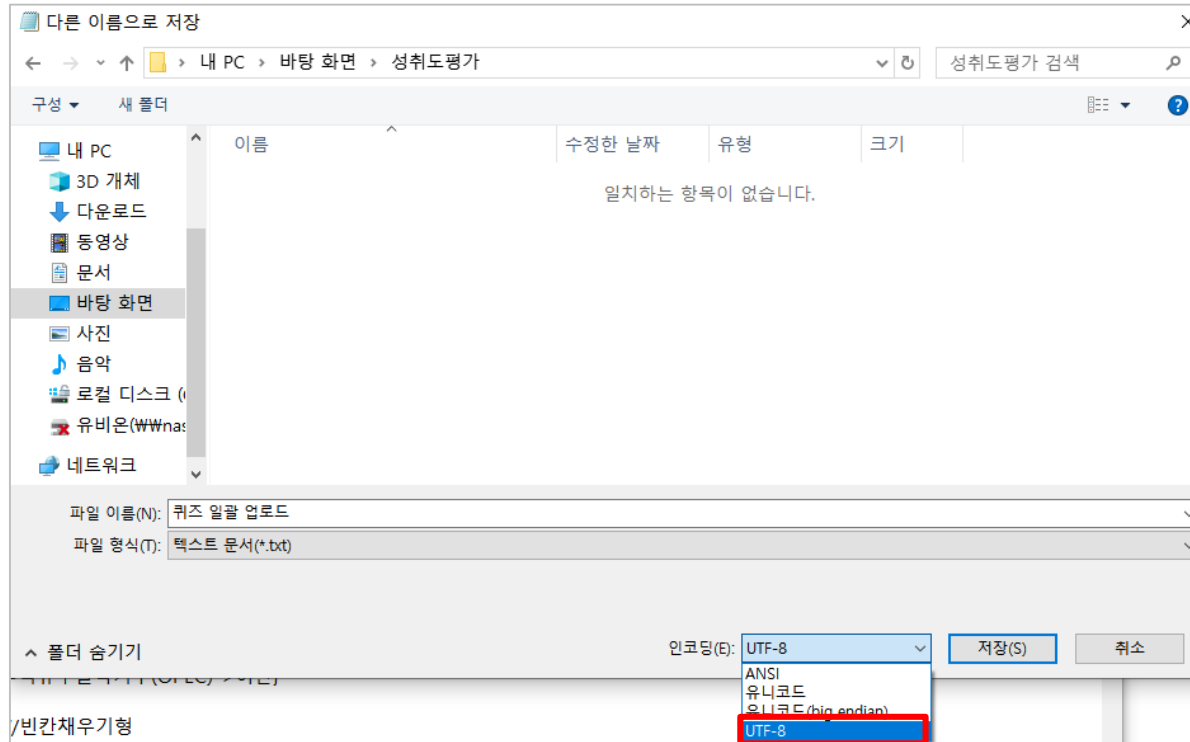 다른 이름으로 저장
내 PC > 바탕 화면 > 성취도평가
성취도평가 검색
구성
새 폴더
이름
수정한 날짜
유형
크기
일치하는 항목이 없습니다.
내 PC
3D 개체
다운로드
동영상
문서
바탕 화면
사진
음악
로컬 디스크 (
유비온(₩₩nas
네트워크
파일 이름(N): 퀴즈 일괄 업로드
파일 형식(T): 텍스트 문서(*.txt)
폴더 숨기기
인코딩(E): UTF-8
저장(S)
취소
ANSI
유니코드
유니코드(big endian)
UTF-8
/빈칸채우기형